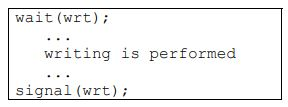 wait(wrt);
...
writing is performed
...
signal(wrt);